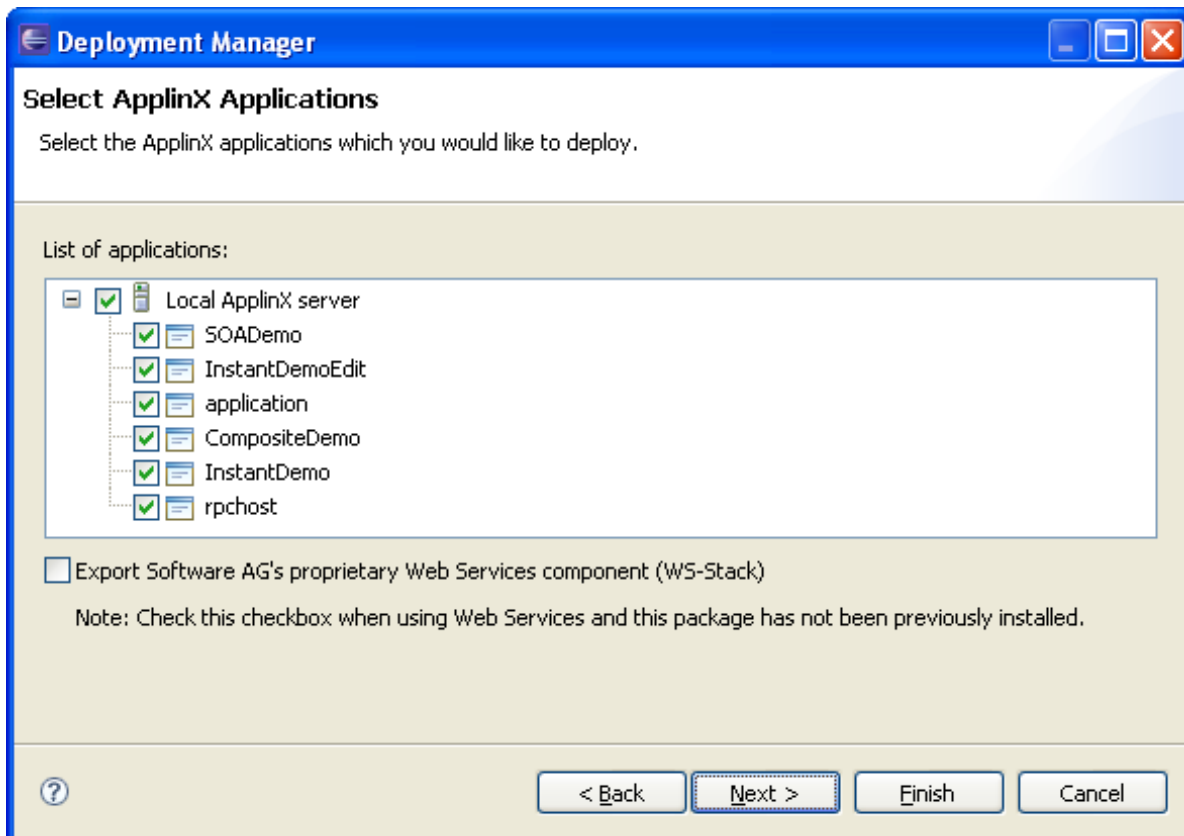 Deployment Manager
Select ApplinX Applications
Select the ApplinX applications which you would like to deploy.
List of applications:
Local ApplinX server
SOADemo
InstantDemoEdit
application
CompositeDemo
InstantDemo
rpchost
Export Software AG's proprietary Web Services component (WS-Stack)
Note: Check this checkbox when using Web Services and this package has not been previously installed.
? < Back Next > Finish Cancel